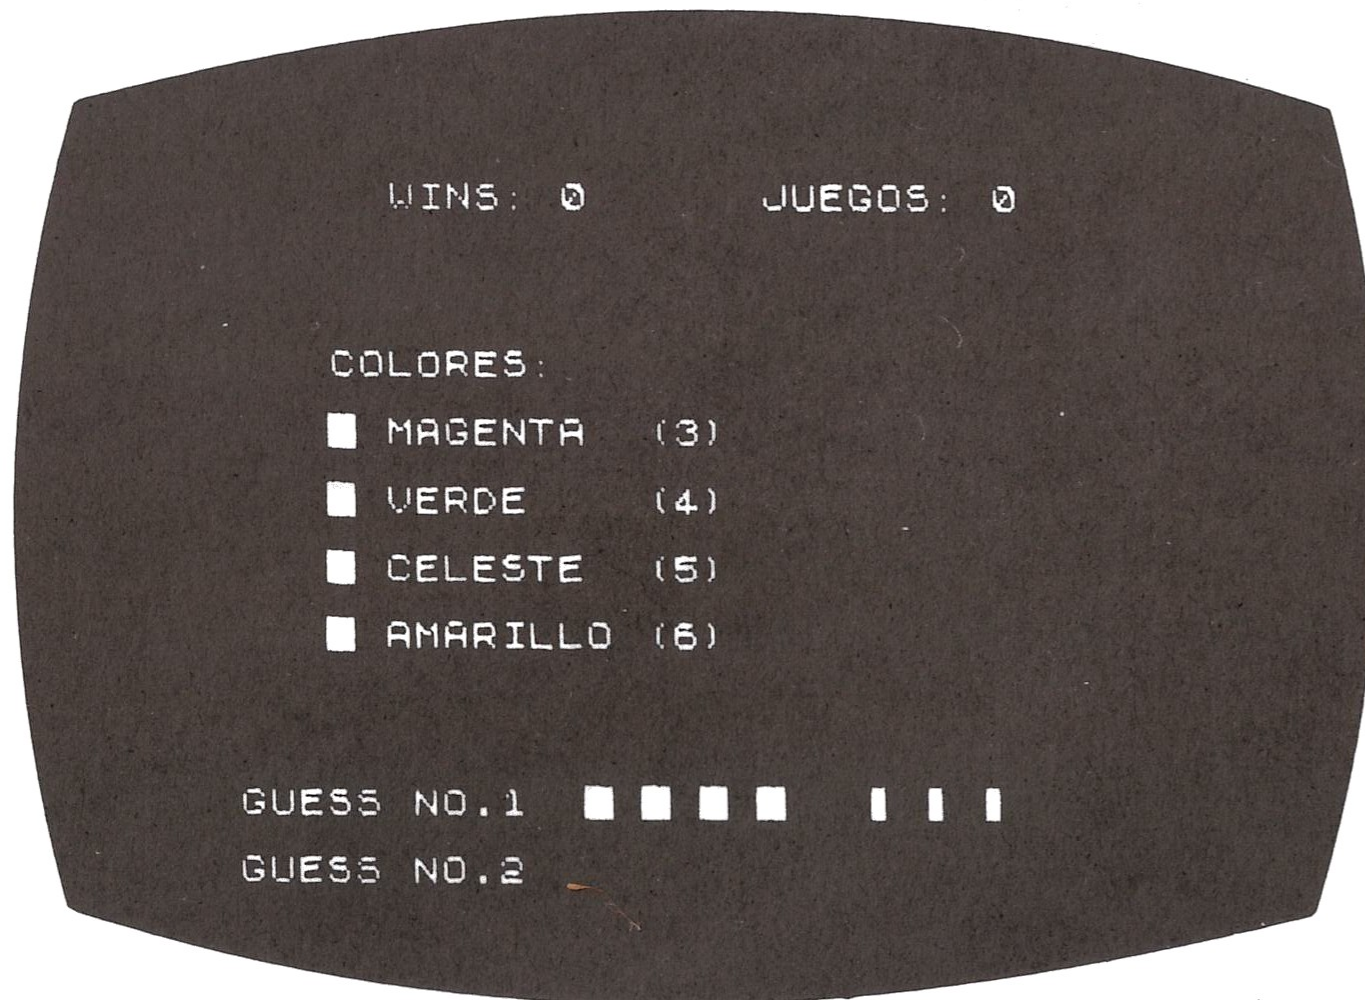 WINS: 0 JUEGOS: 0
COLORES:
MAGENTA (3)
VERDE (4)
CELESTE (5)
AMARILLO (6)
GUESS NO.1
GUESS NO.2